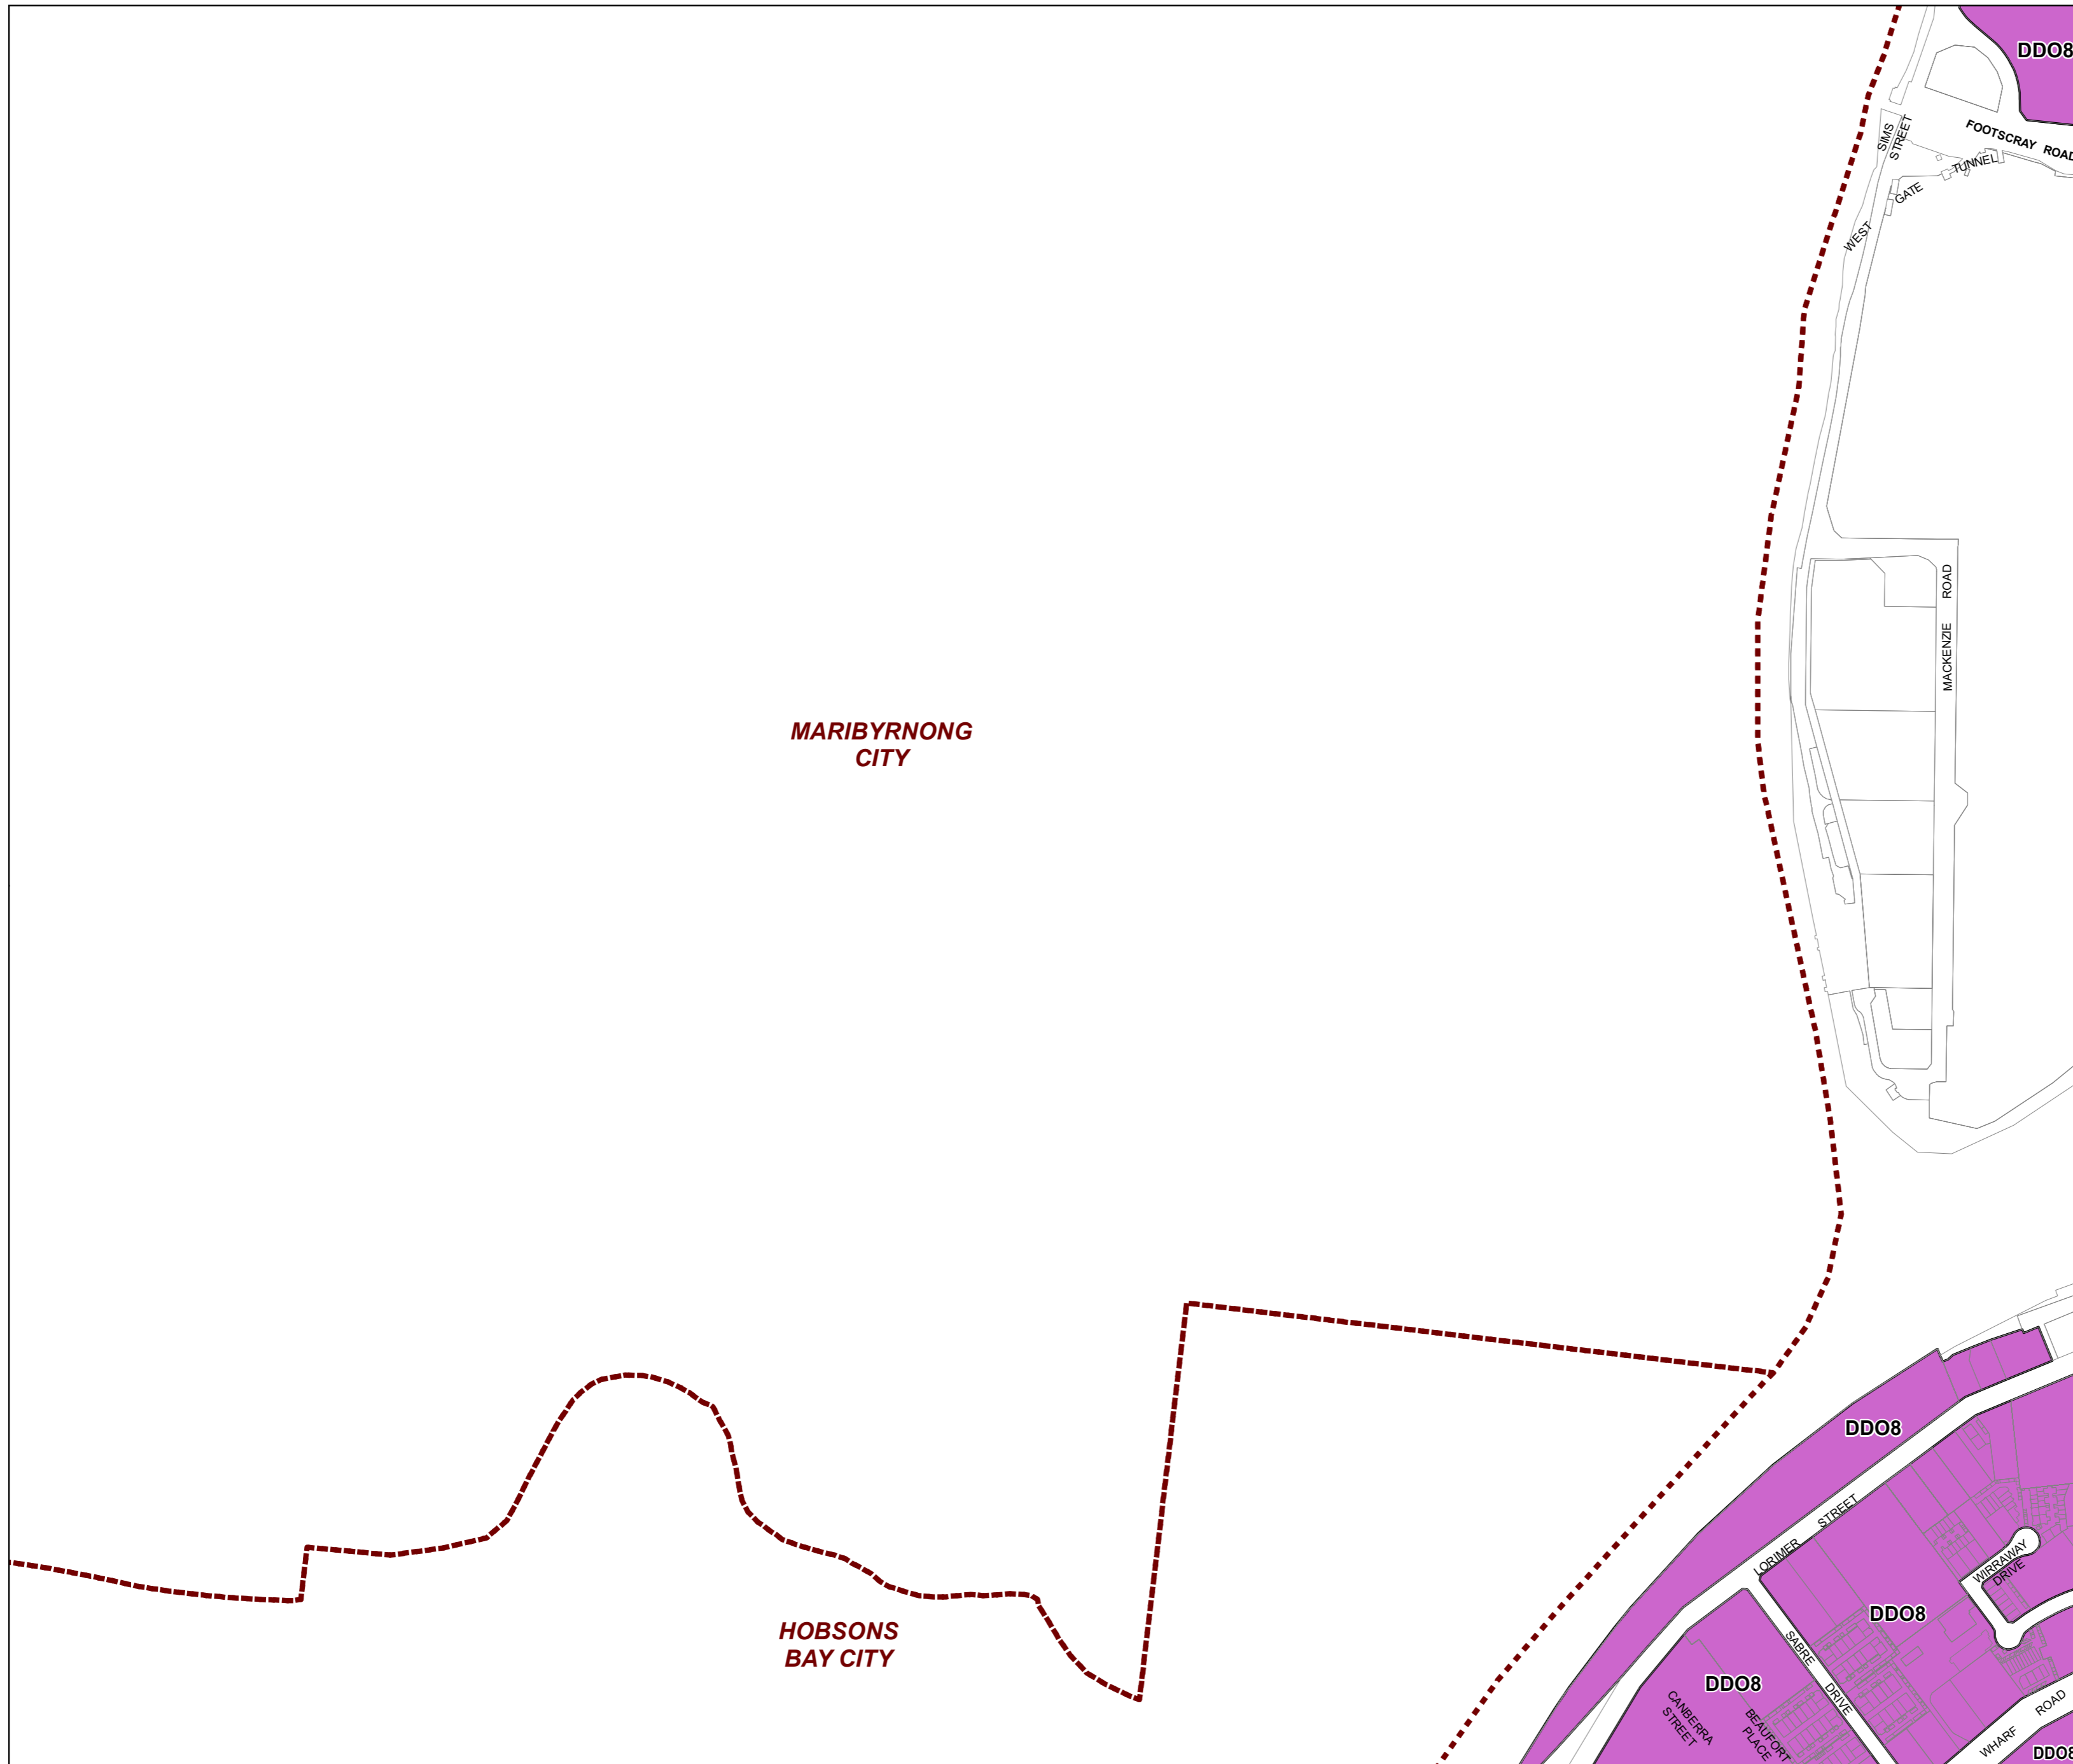 DDO8
FOOTSCRAY ROAD
SIMS
STREET
TUNNEL
GATE
WEST
MACKENZIE ROAD
MARIBYRNONG
CITY
DDO8
LORIMER STREET
WIRRAWAY
DRIVE
DDO8
HOBSONS
BAY CITY
SABRE DRIVE
DDO8
CANBERRA
STREET
BEAUFORT
PLACE
WHARF ROAD
DDO8